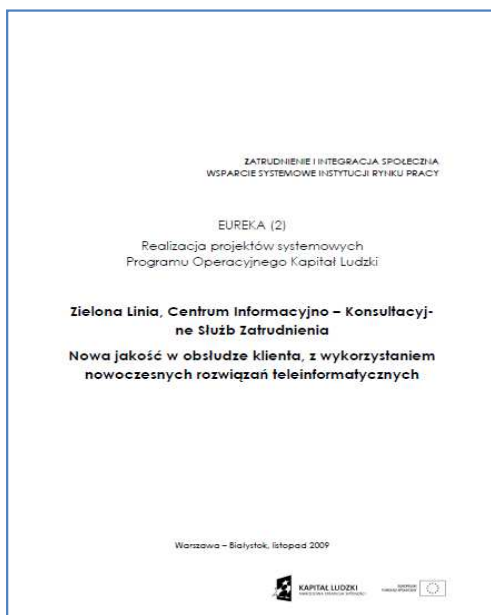 ZATRUDNIENIE I INTEGRACJA SPOŁECZNA
WSPARCIE SYSTEMOWE INSTYTUCJI RYNKU PRACY
EUREKA (2)
Realizacja projektów systemowych
Programu Operacyjnego Kapitał Ludzki
Zielona Linia, Centrum Informacyjno – Konsultacyj-
ne Służb Zatrudnienia
Nowa jakość w obsłudze klienta, z wykorzystaniem
nowoczesnych rozwiązań teleinformatycznych
Warszawa – Białystok, listopad 2009
KAPITAŁ LUDZKI